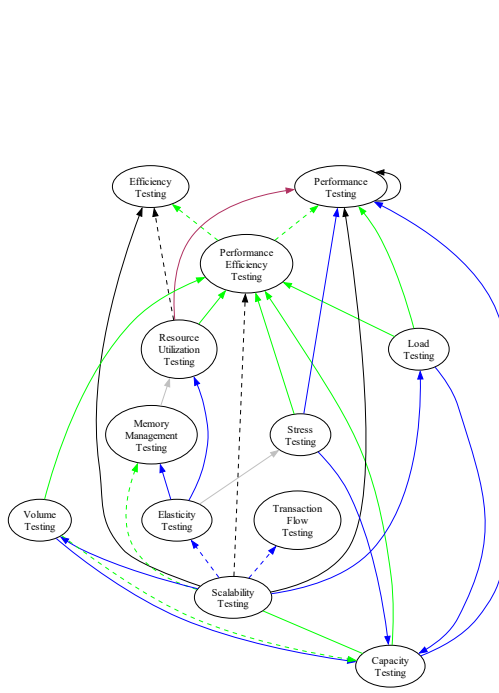 Efficiency
Testing
Performance
Testing
Performance
Efficiency
Testing
Resource
Utilization
Testing
Load
Testing
Memory
Management
Testing
Stress
Testing
Volume
Testing
Elasticity
Testing
Transaction
Flow
Testing
Scalability
Testing
Capacity
Testing